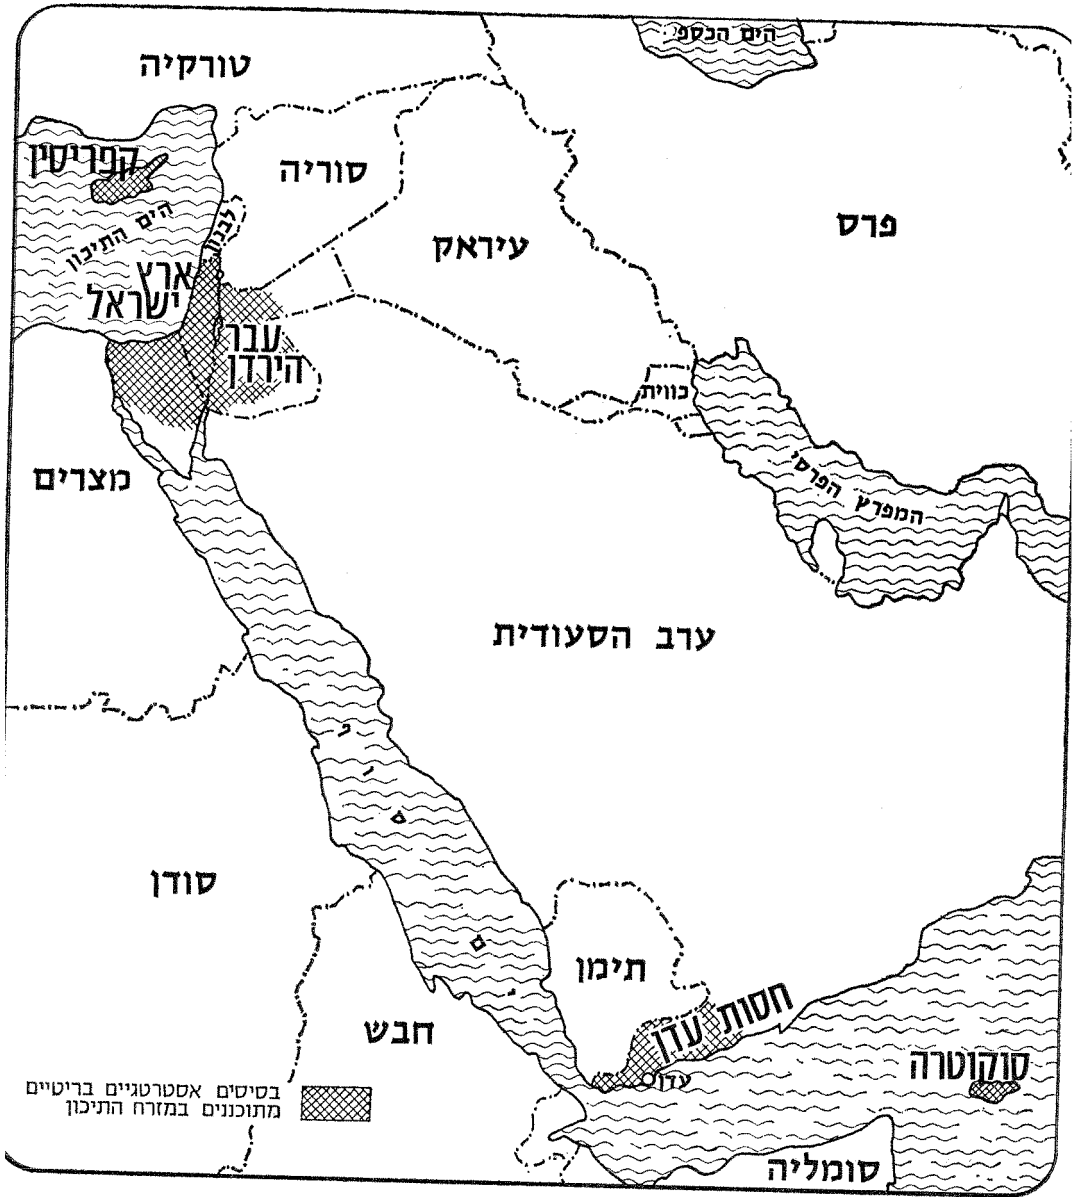 הים הכספי
טורקיה
קפריסין
סוריה
לבנון
הים התיכון
עיראק
פרס
ארץ
ישראל
עבר
הירדן
כווית
מצרים
המפרץ הפרסי
ערב הסעודית
סודן
תימן
חבש
חסות עדן
עדן
סוקוטרה
סומליה
בסיסים אסטרטגיים בריטיים
מתוכננים במזרח התיכון